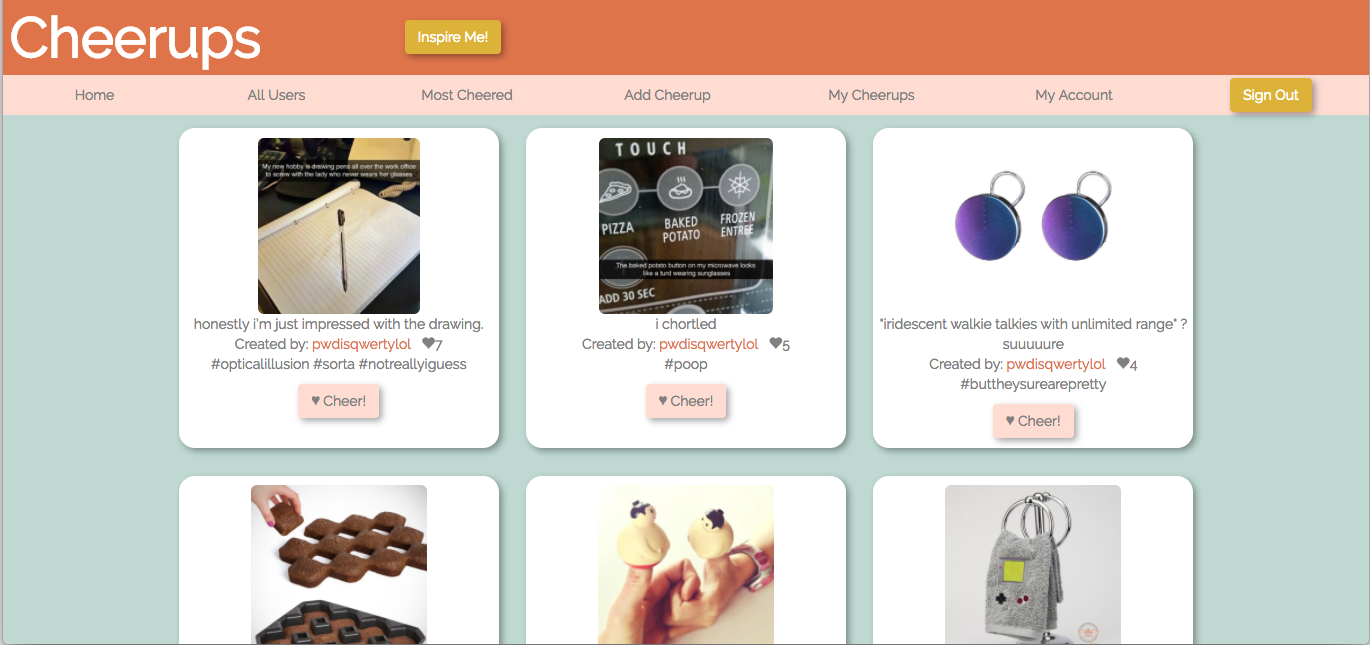 Cheerups
Inspire Me!
Home
All Users
Most Cheered
Add Cheerup
My Cheerups
My Account
Sign Out
My new hobby is drawing pens all over the work office
to screw with the lady who never wears her glasses
honestly i'm just impressed with the drawing.
Created by: pwdisqwertylol ♥7
#opticalillusion #sorta #notreallyiguess
♥ Cheer!
TOUCH
PIZZA
BAKED
POTATO
FROZEN
ENTREE
The baked potato button on my microwave looks
like a turd wearing sunglasses
ADD 30 SEC
i chortled
Created by: pwdisqwertylol ♥5
#poop
♥ Cheer!
"iridescent walkie talkies with unlimited range" ?
suuuuure
Created by: pwdisqwertylol ♥4
#buttheysurearepretty
♥ Cheer!